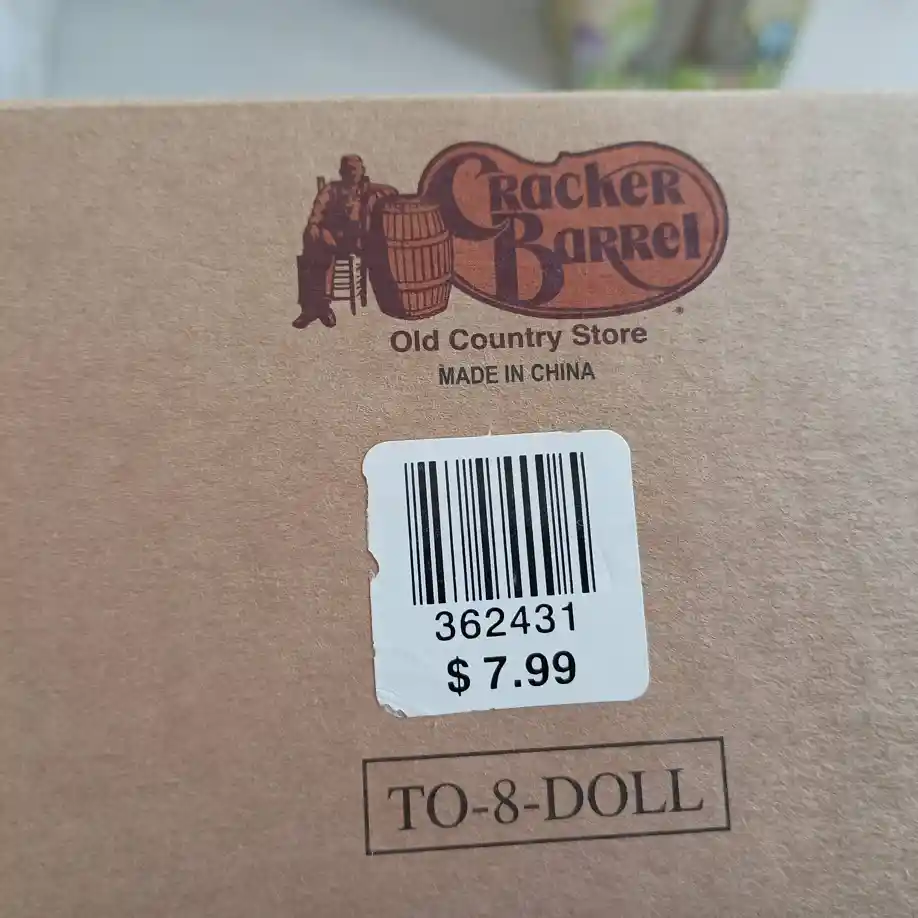 Cracker
Barrel
Old Country Store
MADE IN CHINA
362431
$7.99
TO-8-DOLL